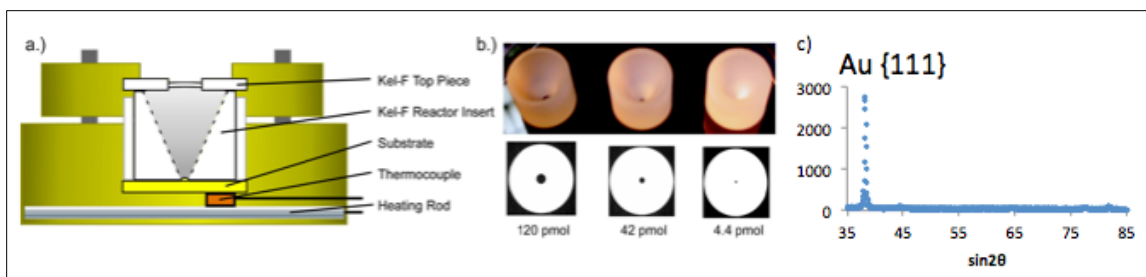 a.)
Kel-F Top Piece
Kel-F Reactor Insert
Substrate
Thermocouple
Heating Rod
b.)
120 pmol
42 pmol
4.4 pmol
c)
Au {111}
3000
2000
1000
0
35
45
55
65
75
85
sin2θ